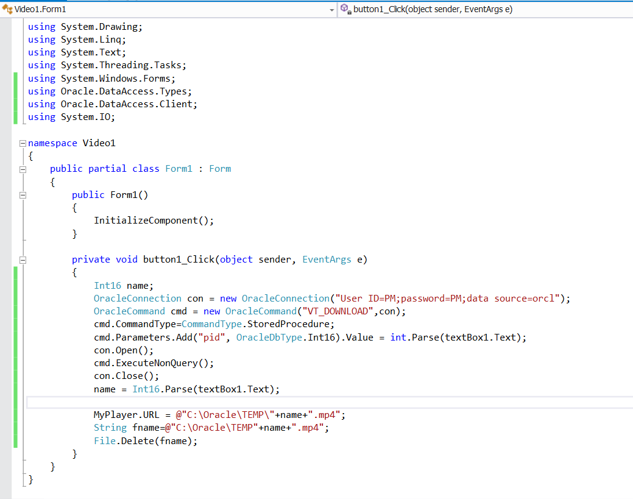 Video1.Form1
button1_Click(object sender, EventArgs e)
using System.Drawing;
using System.Linq;
using System.Text;
using System.Threading.Tasks;
using System.Windows.Forms;
using Oracle.DataAccess.Types;
using Oracle.DataAccess.Client;
using System.IO;
namespace Video1
{
public partial class Form1 : Form
{
public Form1()
{
InitializeComponent();
}
private void button1_Click(object sender, EventArgs e)
{
Int16 name;
OracleConnection con = new OracleConnection("User ID=PM;password=PM;data source=orcl");
OracleCommand cmd = new OracleCommand("VT_DOWNLOAD",con);
cmd.CommandType=CommandType.StoredProcedure;
cmd.Parameters.Add("pid", OracleDbType.Int16).Value = int.Parse(textBox1.Text);
con.Open();
cmd.ExecuteNonQuery();
con.Close();
name = Int16.Parse(textBox1.Text);
MyPlayer.URL = @"C:\Oracle\TEMP\"+name+".mp4";
String fname=@"C:\Oracle\TEMP"+name+".mp4";
File.Delete(fname);
}
}
}